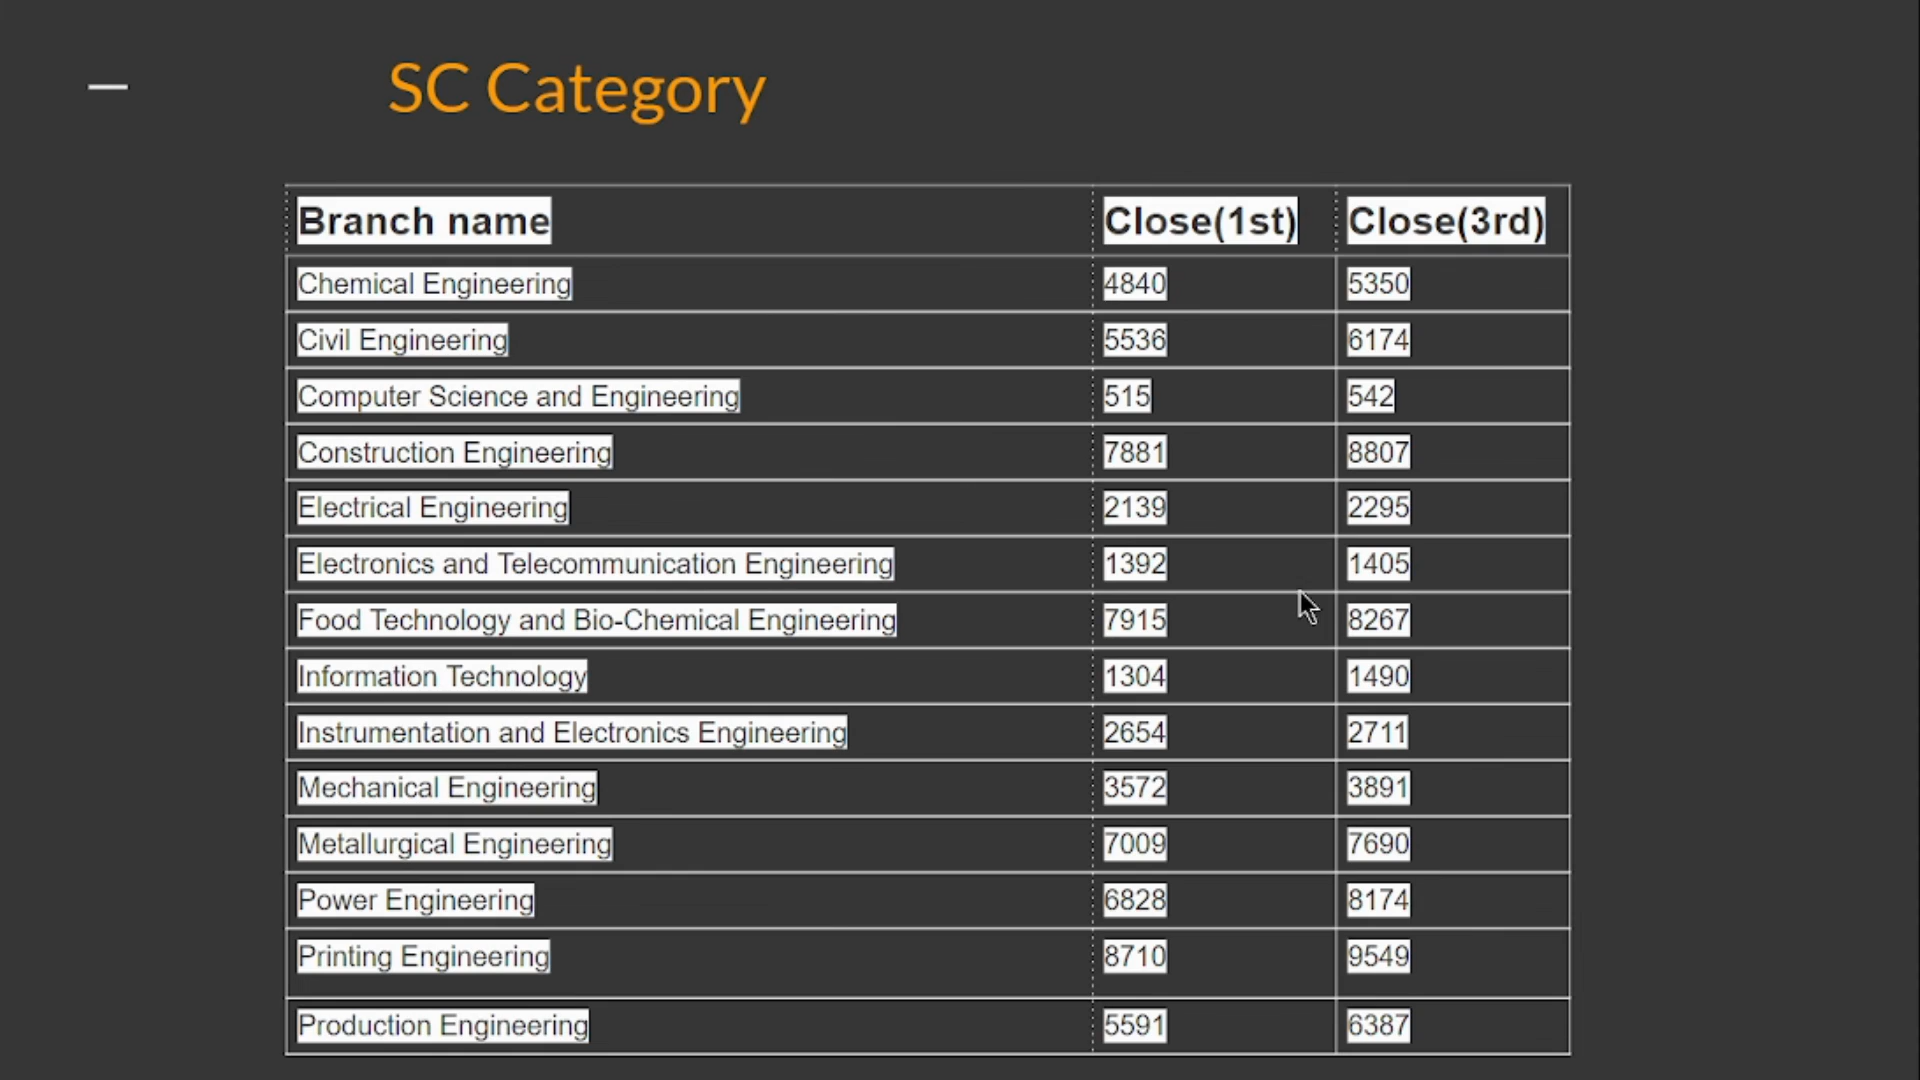 SC Category
Branch name Close(1st) Close(3rd)
Chemical Engineering 4840 5350
Civil Engineering 5536 6174
Computer Science and Engineering 515 542
Construction Engineering 7881 8807
Electrical Engineering 2139 2295
Electronics and Telecommunication Engineering 1392 1405
Food Technology and Bio-Chemical Engineering 7915 8267
Information Technology 1304 1490
Instrumentation and Electronics Engineering 2654 2711
Mechanical Engineering 3572 3891
Metallurgical Engineering 7009 7690
Power Engineering 6828 8174
Printing Engineering 8710 9549
Production Engineering 5591 6387